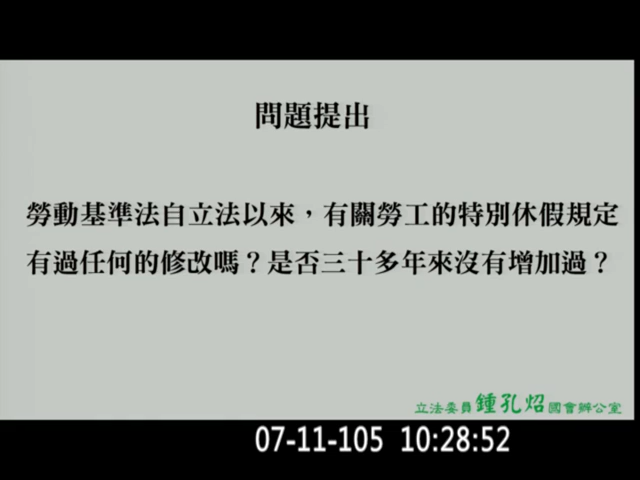 問題提出
勞動基準法自立法以來，有關勞工的特別休假規定
有過任何的修改嗎？是否三十多年來沒有增加過？
立法委員鍾孔炤國會辦公室
07-11-105 10:28:52